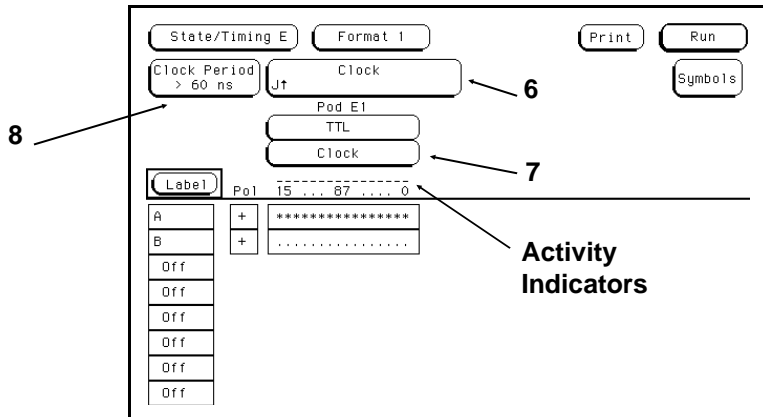 State/Timing E Format 1 Print Run
Clock Period
> 60 ns
Clock
J↑
Symbols
6
Pod E1
TTL
8
Clock
7
Label Pol 15 ... 87 .... 0
A + ****************
B + ................
Activity
Indicators
Off
Off
Off
Off
Off
Off